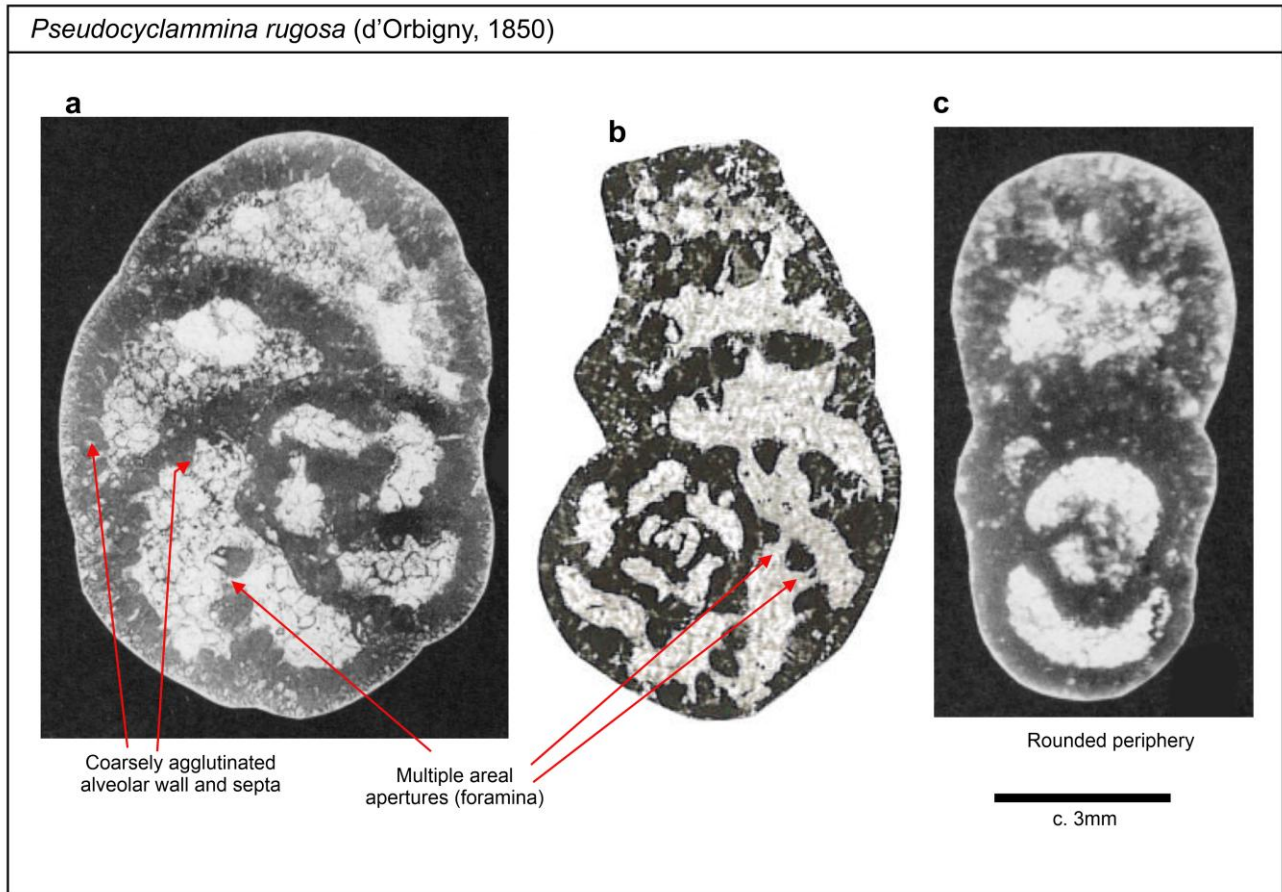 Pseudocyclammina rugosa (d’Orbigny, 1850)
a
b
c
Coarsely agglutinated
alveolar wall and septa
Multiple areal
apertures (foramina)
Rounded periphery
c. 3mm